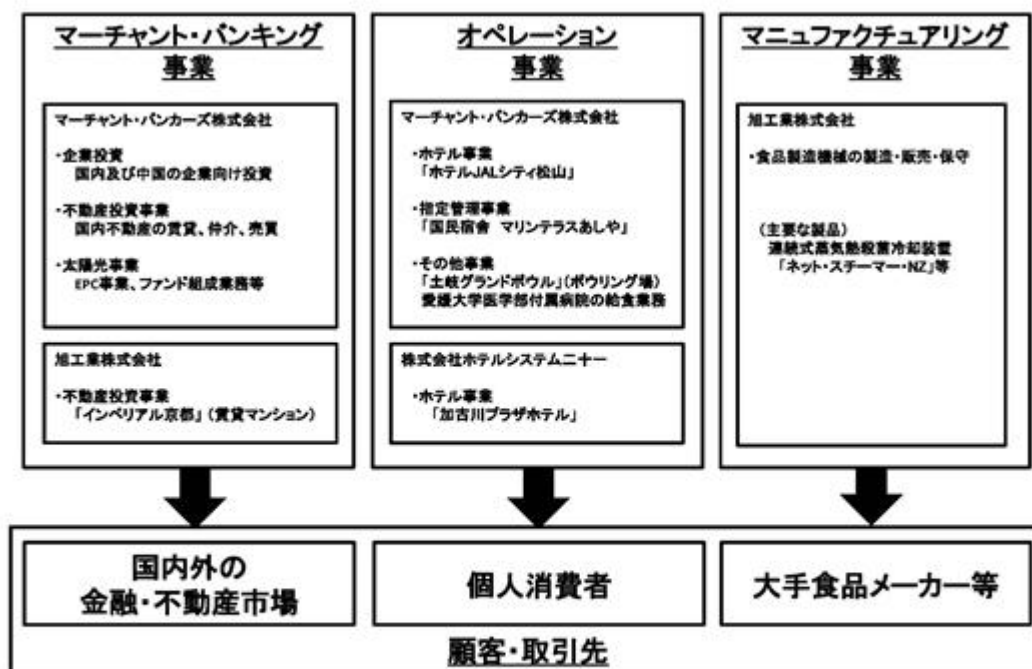 マーチャント・バンキング
事業
マーチャント・バンカーズ株式会社
・企業投資
国内及び中国の企業向け投資
・不動産投資事業
国内不動産の賃貸、仲介、売買
・太陽光事業
EPC事業、ファンド組成業務等
旭工業株式会社
・不動産投資事業
「インペリアル京都」(賃貸マンション)
オペレーション
事業
マーチャント・バンカーズ株式会社
・ホテル事業
「ホテルJALシティ松山」
・指定管理事業
「国民宿舎 マリンテラスあしや」
・その他事業
「土岐グランドボウル」(ボウリング場)
愛媛大学医学部付属病院の給食業務
株式会社ホテルシステム二十一
・ホテル事業
「加古川プラザホテル」
マニュファクチュアリング
事業
旭工業株式会社
・食品製造機械の製造・販売・保守
(主要な製品)
連続式蒸気熱殺菌冷却装置
「ネット・スチーマー・NZ」等
国内外の
金融・不動産市場
個人消費者
大手食品メーカー等
顧客・取引先